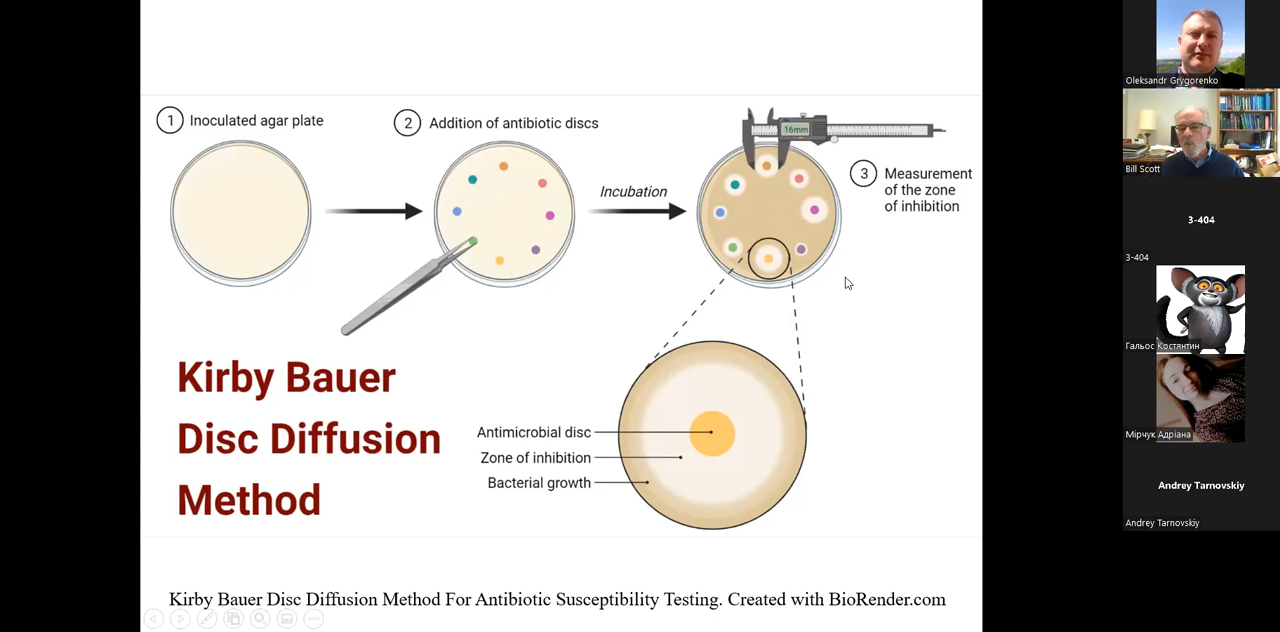 1 Inoculated agar plate
2 Addition of antibiotic discs
Incubation
16mm
3 Measurement
of the zone
of inhibition
Kirby Bauer
Disc Diffusion
Method
Antimicrobial disc
Zone of inhibition
Bacterial growth
Kirby Bauer Disc Diffusion Method For Antibiotic Susceptibility Testing. Created with BioRender.com
Oleksandr Grygorenko
Bill Scott
3-404
3-404
Гальос Костянтин
Мірчук Адріана
Andrey Tarnovskiy
Andrey Tarnovskiy